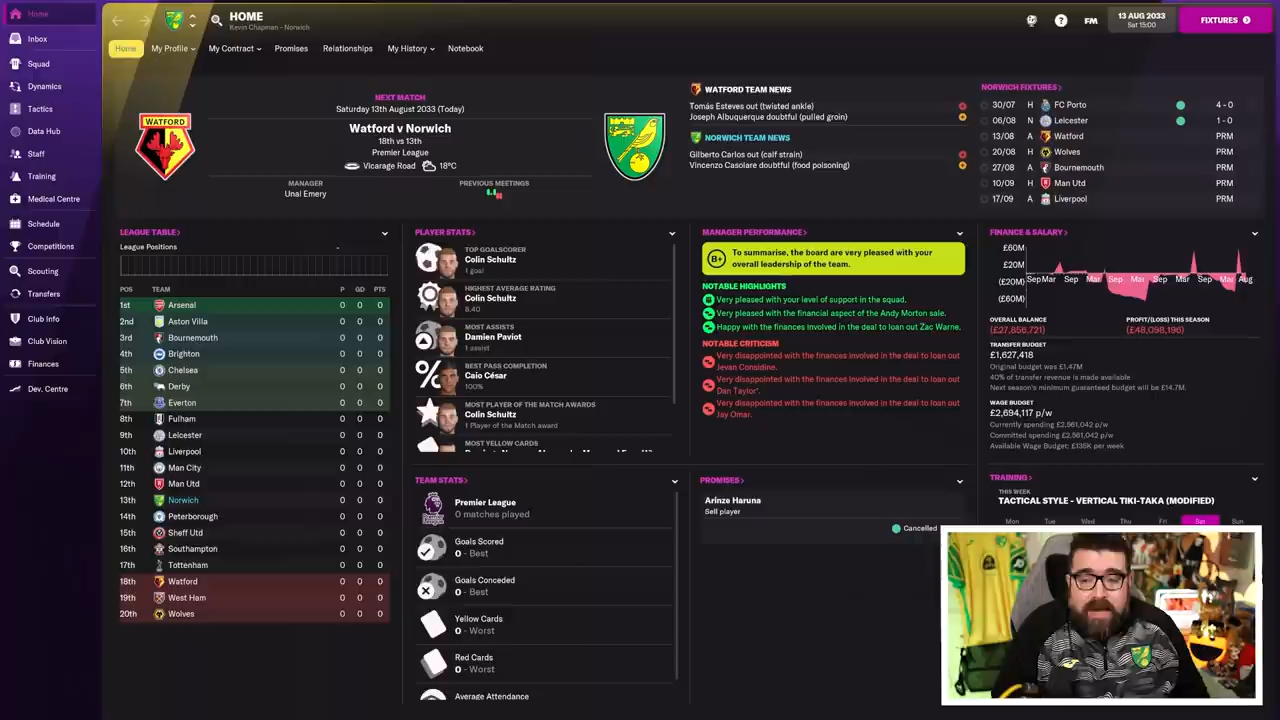 Home
HOME
Kevin Chapman - Norwich
FM
13 AUG 2033
Sat 15:00
FIXTURES
Home
My Profile
My Contract
Promises
Relationships
My History
Notebook
Inbox
Squad
Dynamics
Tactics
Data Hub
Staff
Training
Medical Centre
Schedule
Competitions
Scouting
Transfers
Club Info
Club Vision
Finances
Dev. Centre
NEXT MATCH
Saturday 13th August 2033 (Today)
WATFORD
Watford v Norwich
18th vs 13th
Premier League
Vicarage Road 18°C
MANAGER
Unai Emery
PREVIOUS MEETINGS
WATFORD TEAM NEWS
Tomás Esteves out (twisted ankle)
Joseph Albuquerque doubtful (pulled groin)
NORWICH TEAM NEWS
Gilberto Carlos out (calf strain)
Vincenzo Casolare doubtful (food poisoning)
NORWICH FIXTURES
30/07 H FC Porto 4 - 0
06/08 N Leicester 1 - 0
13/08 A Watford PRM
20/08 H Wolves PRM
27/08 A Bournemouth PRM
10/09 H Man Utd PRM
17/09 A Liverpool PRM
LEAGUE TABLE
League Positions -
POS TEAM P GD PTS
1st Arsenal 0 0 0
2nd Aston Villa 0 0 0
3rd Bournemouth 0 0 0
4th Brighton 0 0 0
5th Chelsea 0 0 0
6th Derby 0 0 0
7th Everton 0 0 0
8th Fulham 0 0 0
9th Leicester 0 0 0
10th Liverpool 0 0 0
11th Man City 0 0 0
12th Man Utd 0 0 0
13th Norwich 0 0 0
14th Peterborough 0 0 0
15th Sheff Utd 0 0 0
16th Southampton 0 0 0
17th Tottenham 0 0 0
18th Watford 0 0 0
19th West Ham 0 0 0
20th Wolves 0 0 0
PLAYER STATS
TOP GOALSCORER
Colin Schultz
1 goal
HIGHEST AVERAGE RATING
Colin Schultz
8.40
MOST ASSISTS
Damien Paviot
1 assist
BEST PASS COMPLETION
Caio César
100%
MOST PLAYER OF THE MATCH AWARDS
Colin Schultz
1 Player of the Match award
MOST YELLOW CARDS
TEAM STATS
Premier League
0 matches played
Goals Scored
0 - Best
Goals Conceded
0 - Best
Yellow Cards
0 - Worst
Red Cards
0 - Worst
Average Attendance
MANAGER PERFORMANCE
B+
To summarise, the board are very pleased with your
overall leadership of the team.
NOTABLE HIGHLIGHTS
Very pleased with your level of support in the squad.
Very pleased with the financial aspect of the Andy Morton sale.
Happy with the finances involved in the deal to loan out Zac Warne.
NOTABLE CRITICISM
Very disappointed with the finances involved in the deal to loan out
Jevan Considine.
Very disappointed with the finances involved in the deal to loan out
Dan Taylor*.
Very disappointed with the finances involved in the deal to loan out
Jay Omar.
PROMISES
Arinze Haruna
Sell player
Cancelled
FINANCE & SALARY
£60M
£20M
(£20M)
(£60M)
Sep Mar Sep Mar Sep Mar Sep Mar Sep Mar Aug
OVERALL BALANCE
(£27,856,721)
PROFIT/(LOSS) THIS SEASON
(£48,098,196)
TRANSFER BUDGET
£1,627,418
Original budget was £1.47M
40% of transfer revenue is made available
Next season's minimum guaranteed budget will be £14.7M.
WAGE BUDGET
£2,694,117 p/w
Currently spending £2,561,042 p/w
Committed spending £2,561,042 p/w
Available Wage Budget: £135K per week
TRAINING
THIS WEEK
TACTICAL STYLE - VERTICAL TIKI-TAKA (MODIFIED)
Mon Tue Wed Thu Fri Sat Sun